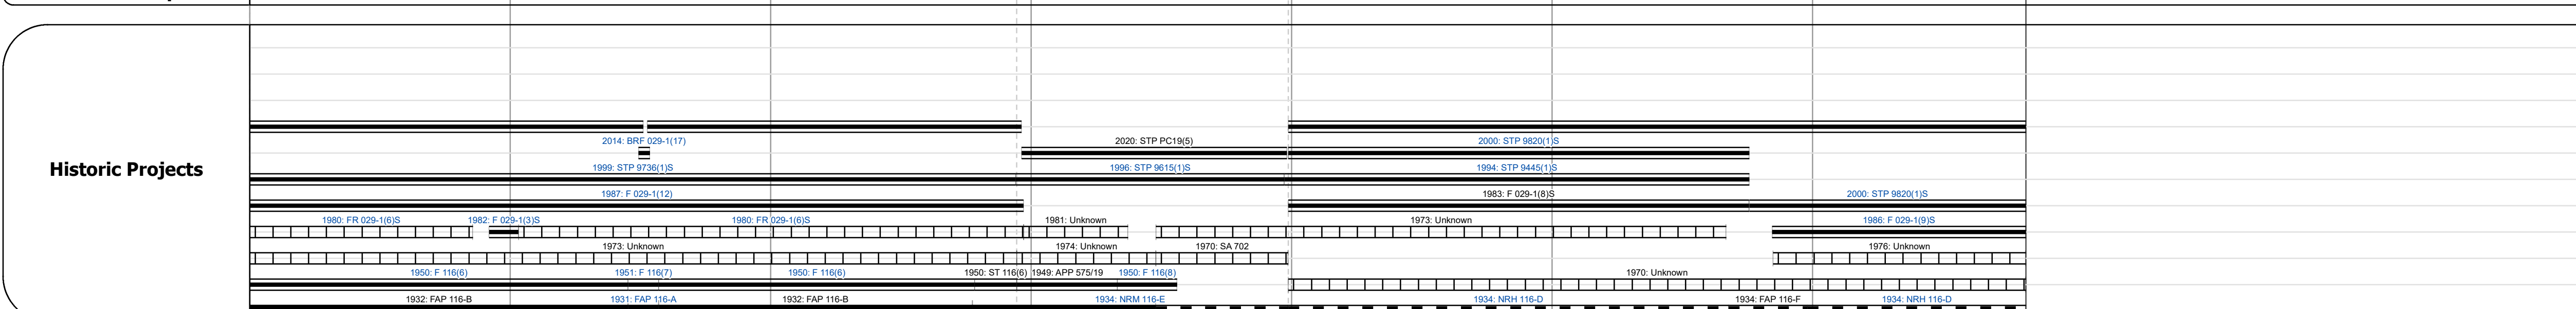 2014: BRF 029-1(17) 2020: STP PC19(5) 2000: STP 9820(1)S
Historic Projects
1999: STP 9736(1)S 1996: STP 9615(1)S 1994: STP 9445(1)S
1987: F 029-1(12) 1983: F 029-1(8)S 2000: STP 9820(1)S
1980: FR 029-1(6)S 1982: F 029-1(3)S 1980: FR 029-1(6)S 1981: Unknown 1973: Unknown 1986: F 029-1(9)S
1973: Unknown 1974: Unknown 1970: SA 702 1976: Unknown
1950: F 116(6) 1951: F 116(7) 1950: F 116(6) 1950: ST 116(6) 1949: APP 575/19 1950: F 116(8) 1970: Unknown
1932: FAP 116-B 1931: FAP 116-A 1932: FAP 116-B 1934: NRM 116-E 1934: NRH 116-D 1934: FAP 116-F 1934: NRH 116-D